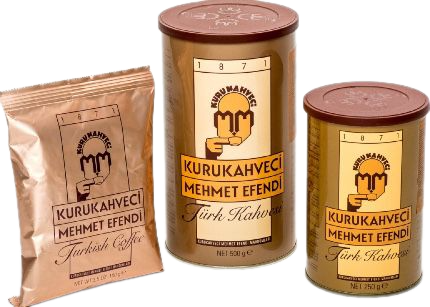 1871
KURUKAHVECİ
MM
KURUKAHVECİ
MEHMET EFENDİ
Turkish Coffee
1871
KURUKAHVECİ
MM
KURUKAHVECİ
MEHMET EFENDİ
Türk Kahvesi
NET 500 g e
1871
KURUKAHVECİ
MM
KURUKAHVECİ
MEHMET EFENDİ
Türk Kahvesi
NET 250 g e